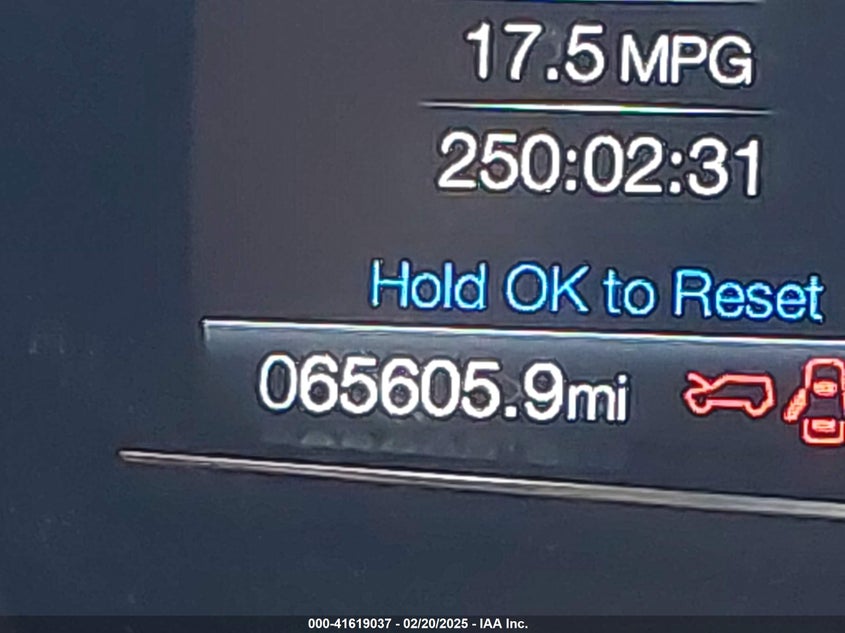 17.5 MPG
250:02:31
Hold OK to Reset
065605.9mi
000-41619037 - 02/20/2025 - IAA Inc.